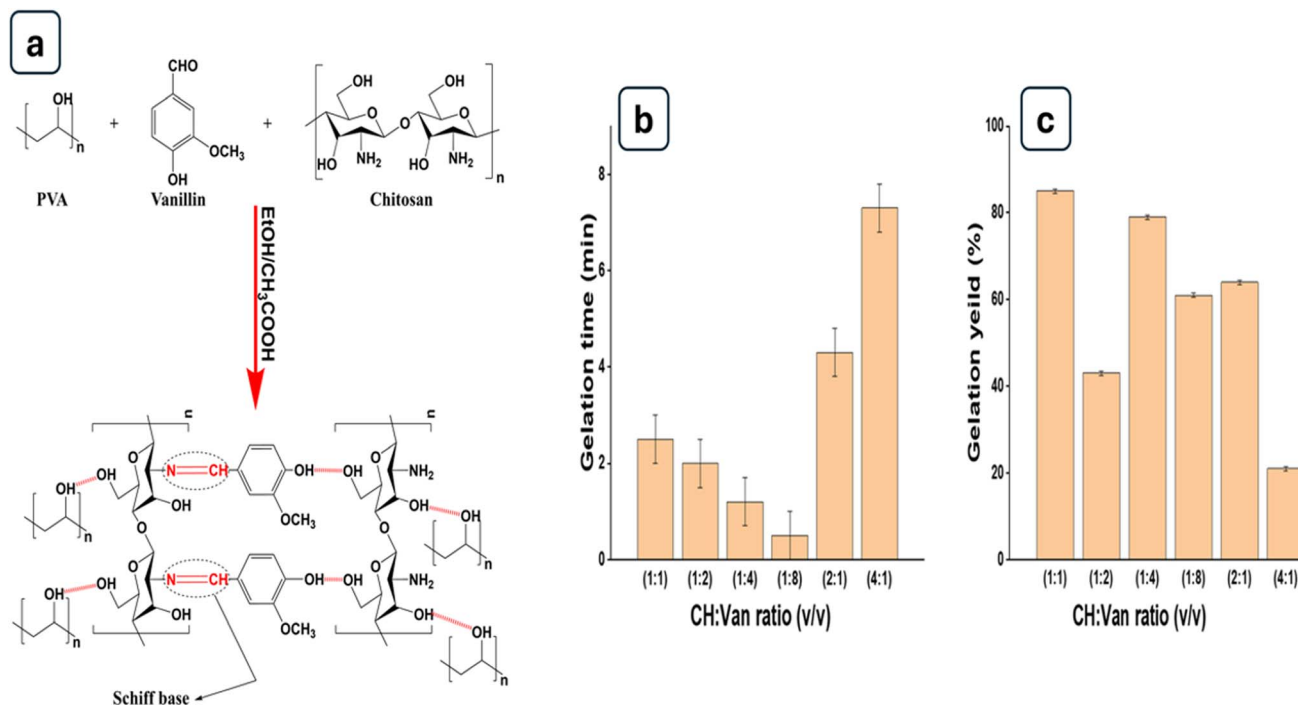 a
CHO
OH
n
+
OCH3
OH
+
OH
OH
O
O
O
HO
NH2
HO
NH2
n
PVA
Vanillin
Chitosan
EtOH/CH3COOH
n
n
OH
O
N
CH
OH
OH
O
NH2
OH
OH
OCH3
OH
OH
n
n
O
O
OH
O
N
CH
OH
OH
O
NH2
OH
OH
OCH3
OH
OH
n
n
Schiff base
b
Gelation time (min)
8
6
4
2
0
(1:1) (1:2) (1:4) (1:8) (2:1) (4:1)
CH:Van ratio (v/v)
c
Gelation yeild (%)
100
80
60
40
20
0
(1:1) (1:2) (1:4) (1:8) (2:1) (4:1)
CH:Van ratio (v/v)